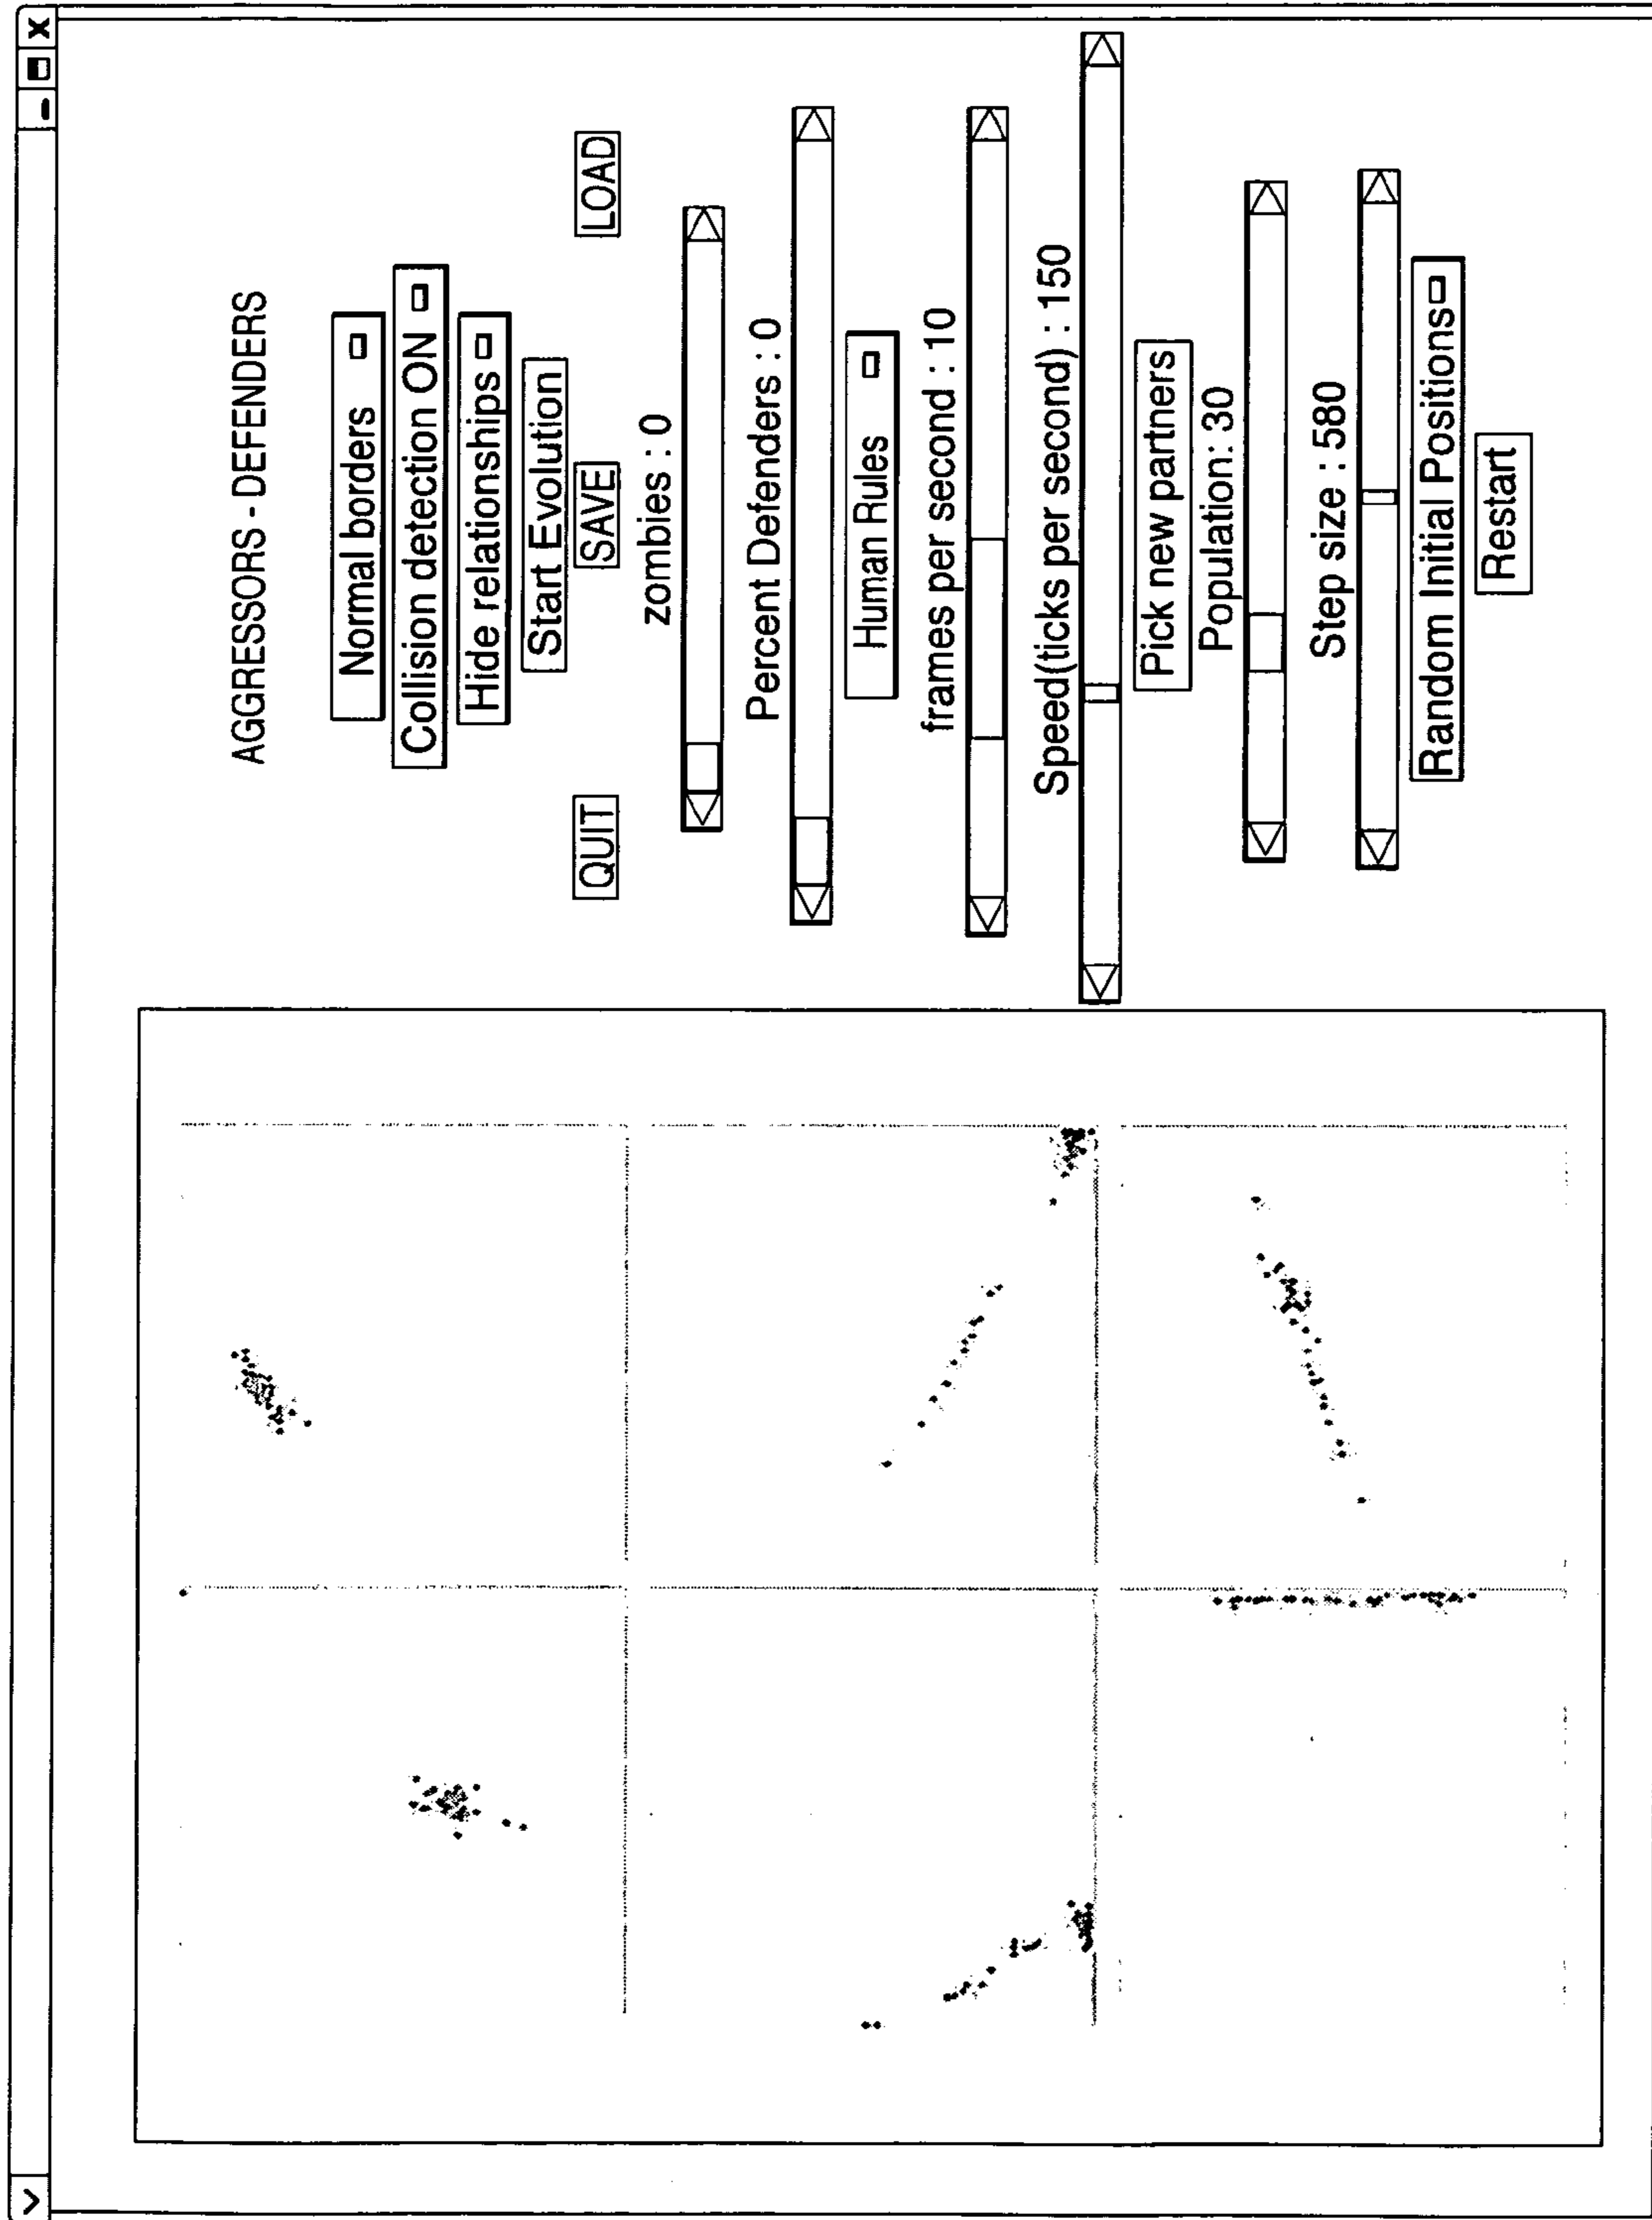 AGGRESSORS - DEFENDERS
Normal borders
Collision detection ON
Hide relationships
Start Evolution
QUIT SAVE LOAD
zombies : 0
Percent Defenders : 0
Human Rules
frames per second : 10
Speed(ticks per second) : 150
Pick new partners
Population: 30
Step size : 580
Random Initial Positions
Restart